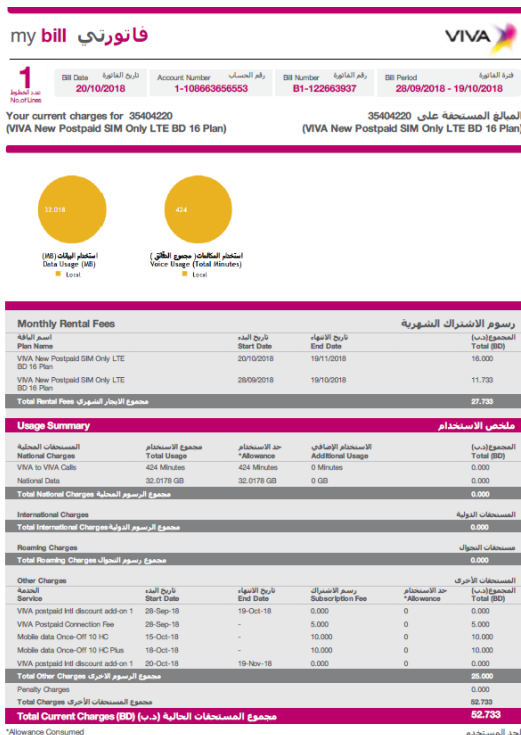 my bill فاتورتي
VIVA
1
عدد الخطوط
No.of Lines
Bill Date تاريخ الفاتورة
20/10/2018
Account Number رقم الحساب
1-108663656553
Bill Number رقم الفاتورة
B1-122663937
Bill Period فترة الفاتورة
28/09/2018 - 19/10/2018
Your current charges for 35404220
(VIVA New Postpaid SIM Only LTE BD 16 Plan)
المبالغ المستحقة على 35404220
(VIVA New Postpaid SIM Only LTE BD 16 Plan)
32.018
424
استخدام البيانات (MB)
Data Usage (MB)
Local
استخدام المكالمات( مجموع الدقائق )
Voice Usage (Total Minutes)
Local
Monthly Rental Fees رسوم الاشتراك الشهرية
اسم الباقة تاريخ البدء تاريخ الانتهاء المجموع(د.ب)
Plan Name Start Date End Date Total (BD)
VIVA New Postpaid SIM Only LTE 20/10/2018 19/11/2018 16.000
BD 16 Plan
VIVA New Postpaid SIM Only LTE 28/09/2018 19/10/2018 11.733
BD 16 Plan
Total Rental Fees مجموع الايجار الشهري 27.733
Usage Summary ملخص الاستخدام
المستحقات المحلية مجموع الاستخدام حد الاستخدام الاستخدام الإضافي المجموع(د.ب)
National Charges Total Usage *Allowance Additional Usage Total (BD)
VIVA to VIVA Calls 424 Minutes 424 Minutes 0 Minutes 0.000
National Data 32.0178 GB 32.0178 GB 0 GB 0.000
Total National Charges مجموع الرسوم المحلية 0.000
International Charges المستحقات الدولية
Total International Charges مجموع الرسوم الدولية 0.000
Roaming Charges مستحقات التجوال
Total Roaming Charges مجموع رسوم التجوال 0.000
Other Charges المستحقات الأخرى
الخدمة تاريخ البدء تاريخ الانتهاء رسم الاشتراك حد الاستخدام المجموع(د.ب)
Service Start Date End Date Subscription Fee *Allowance Total (BD)
VIVA postpaid Intl discount add-on 1 28-Sep-18 19-Oct-18 0.000 0 0.000
VIVA Postpaid Connection Fee 28-Sep-18 - 5.000 0 5.000
Mobile data Once-Off 10 HC 15-Oct-18 - 10.000 0 10.000
Mobile data Once-Off 10 HC Plus 18-Oct-18 - 10.000 0 10.000
VIVA postpaid Intl discount add-on 1 20-Oct-18 19-Nov-18 0.000 0 0.000
Total Other Charges مجموع الرسوم الاخرى 25.000
Penalty Charges 0.000
Total Charges مجموع المستحقات الأخرى 52.733
Total Current Charges (BD) مجموع المستحقات الحالية (د.ب) 52.733
*Allowance Consumed الحد المستخدم